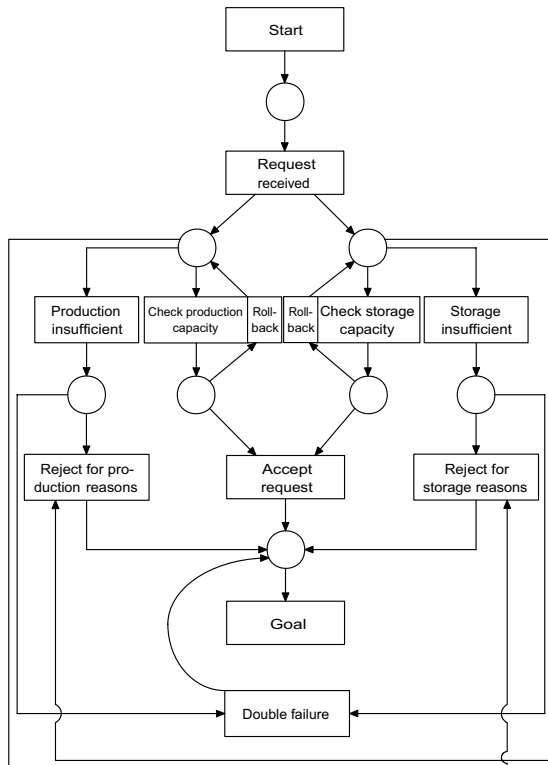 Start
Request
received
Production
insufficient
Check production
capacity
Roll-
back
Roll-
back
Check storage
capacity
Storage
insufficient
Reject for pro-
duction reasons
Accept
request
Reject for
storage reasons
Goal
Double failure